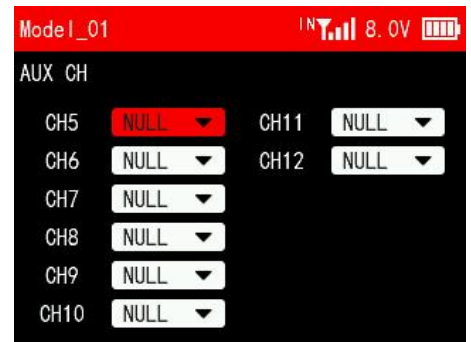 Model_01 IN 8.0V
AUX CH
CH5 NULL CH11 NULL
CH6 NULL CH12 NULL
CH7 NULL
CH8 NULL
CH9 NULL
CH10 NULL